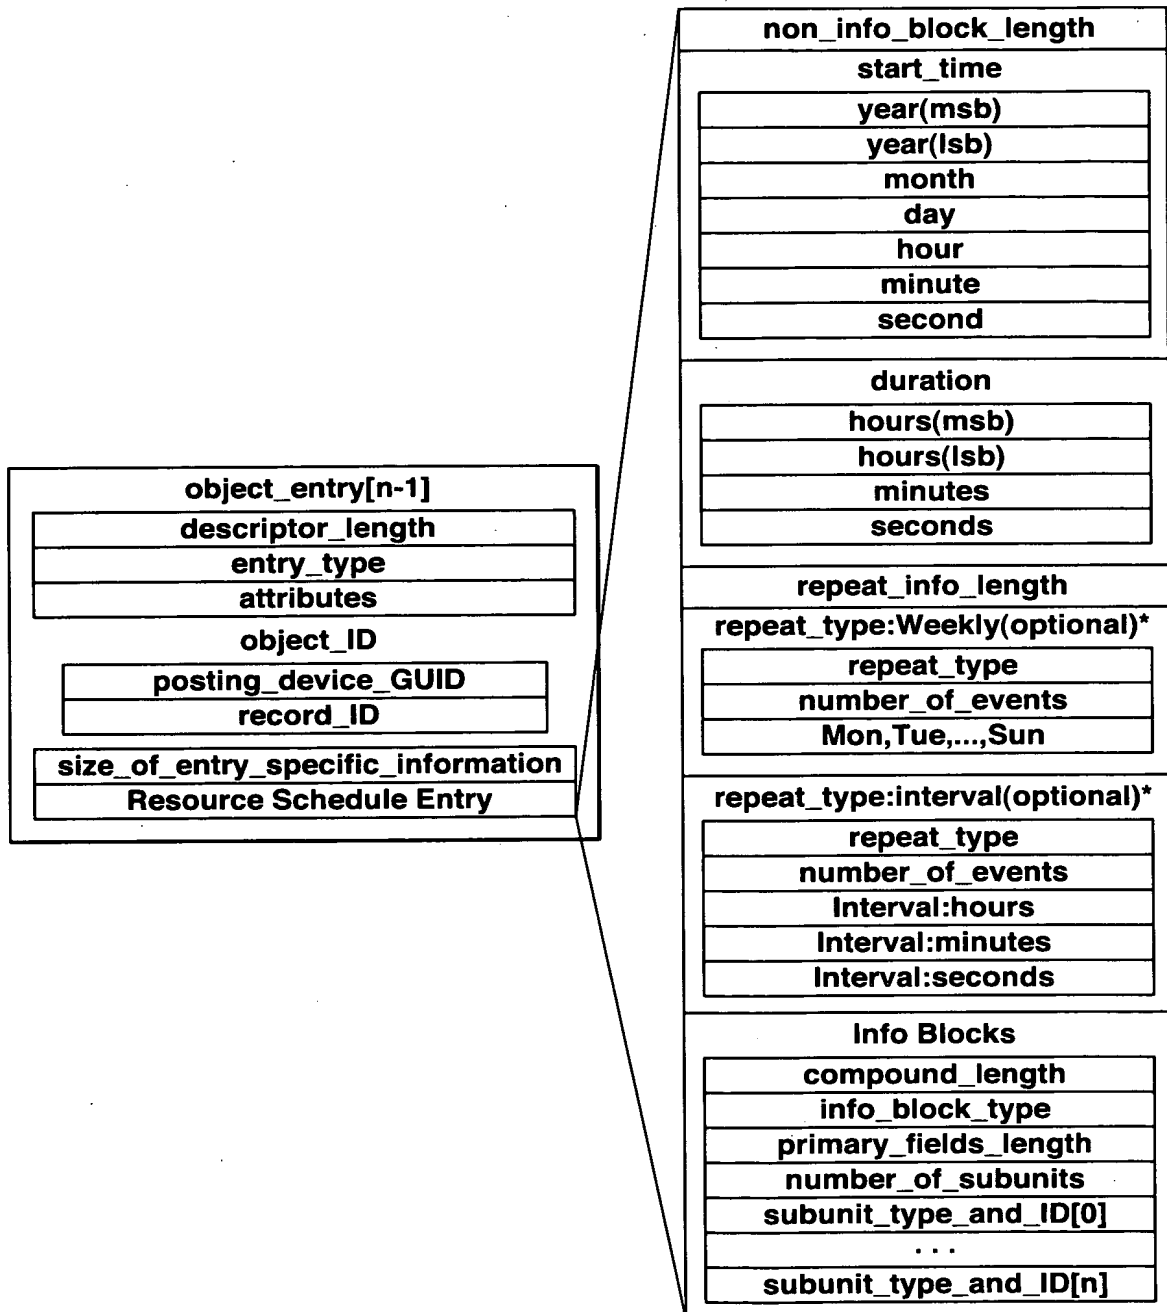 object_entry[n-1]
descriptor_length
entry_type
attributes
object_ID
posting_device_GUID
record_ID
size_of_entry_specific_information
Resource Schedule Entry
non_info_block_length
start_time
year(msb)
year(lsb)
month
day
hour
minute
second
duration
hours(msb)
hours(lsb)
minutes
seconds
repeat_info_length
repeat_type:Weekly(optional)*
repeat_type
number_of_events
Mon,Tue,...,Sun
repeat_type:interval(optional)*
repeat_type
number_of_events
Interval:hours
Interval:minutes
Interval:seconds
Info Blocks
compound_length
info_block_type
primary_fields_length
number_of_subunits
subunit_type_and_ID[0]
...
subunit_type_and_ID[n]